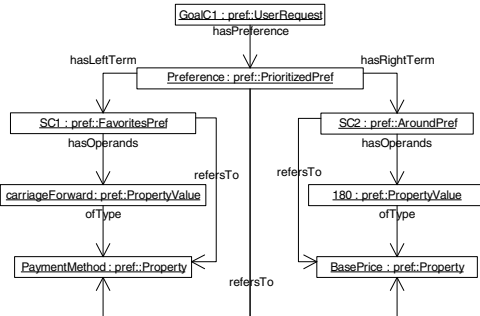 GoalC1 : pref::UserRequest
hasPreference
hasLeftTerm
hasRightTerm
Preference : pref::PrioritizedPref
SC1 : pref::FavoritesPref
SC2 : pref::AroundPref
hasOperands
hasOperands
refersTo
refersTo
carriageForward: pref::PropertyValue
180 : pref::PropertyValue
ofType
ofType
PaymentMethod : pref::Property
BasePrice : pref::Property
refersTo